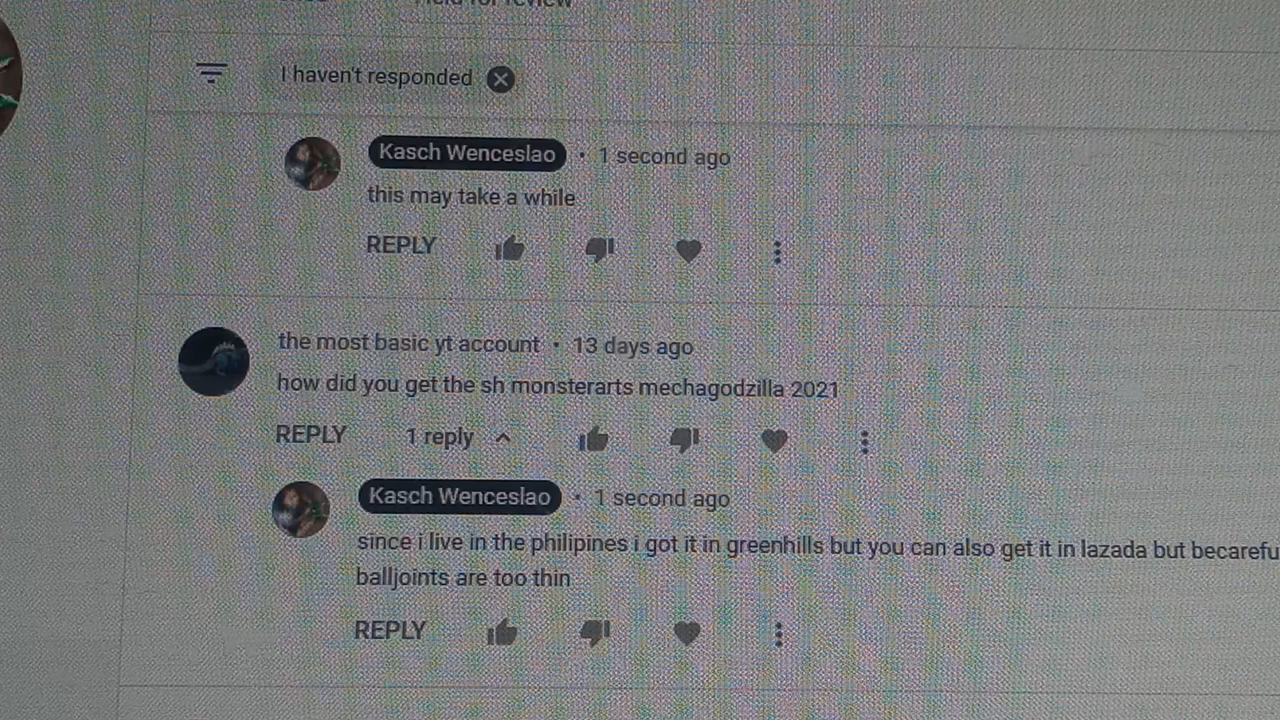 I haven't responded
Kasch Wenceslao · 1 second ago
this may take a while
REPLY
the most basic yt account · 13 days ago
how did you get the sh monsterarts mechagodzilla 2021
REPLY 1 reply
Kasch Wenceslao · 1 second ago
since i live in the philipines i got it in greenhills but you can also get it in lazada but becarefu
balljoints are too thin
REPLY